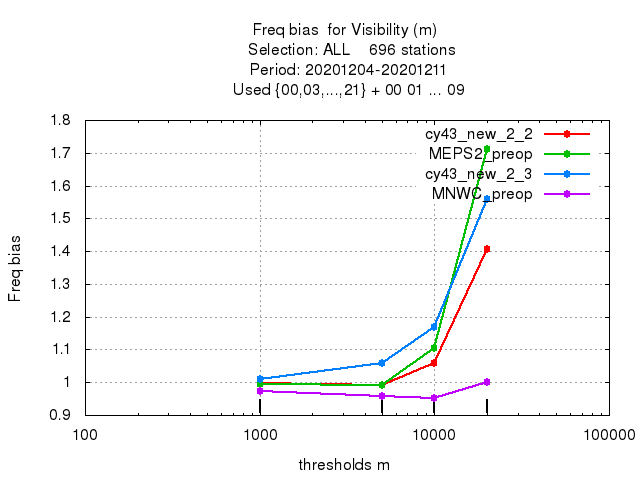 Freq bias  for Visibility (m)
Selection: ALL    696 stations
Period: 20201204-20201211
Used {00,03,...,21} + 00 01 ... 09
1.8
1.7
1.6
1.5
1.4
1.3
1.2
1.1
1
0.9
Freq bias
cy43_new_2_2
MEPS2_preop
cy43_new_2_3
MNWC_preop
100
1000
10000
100000
thresholds m